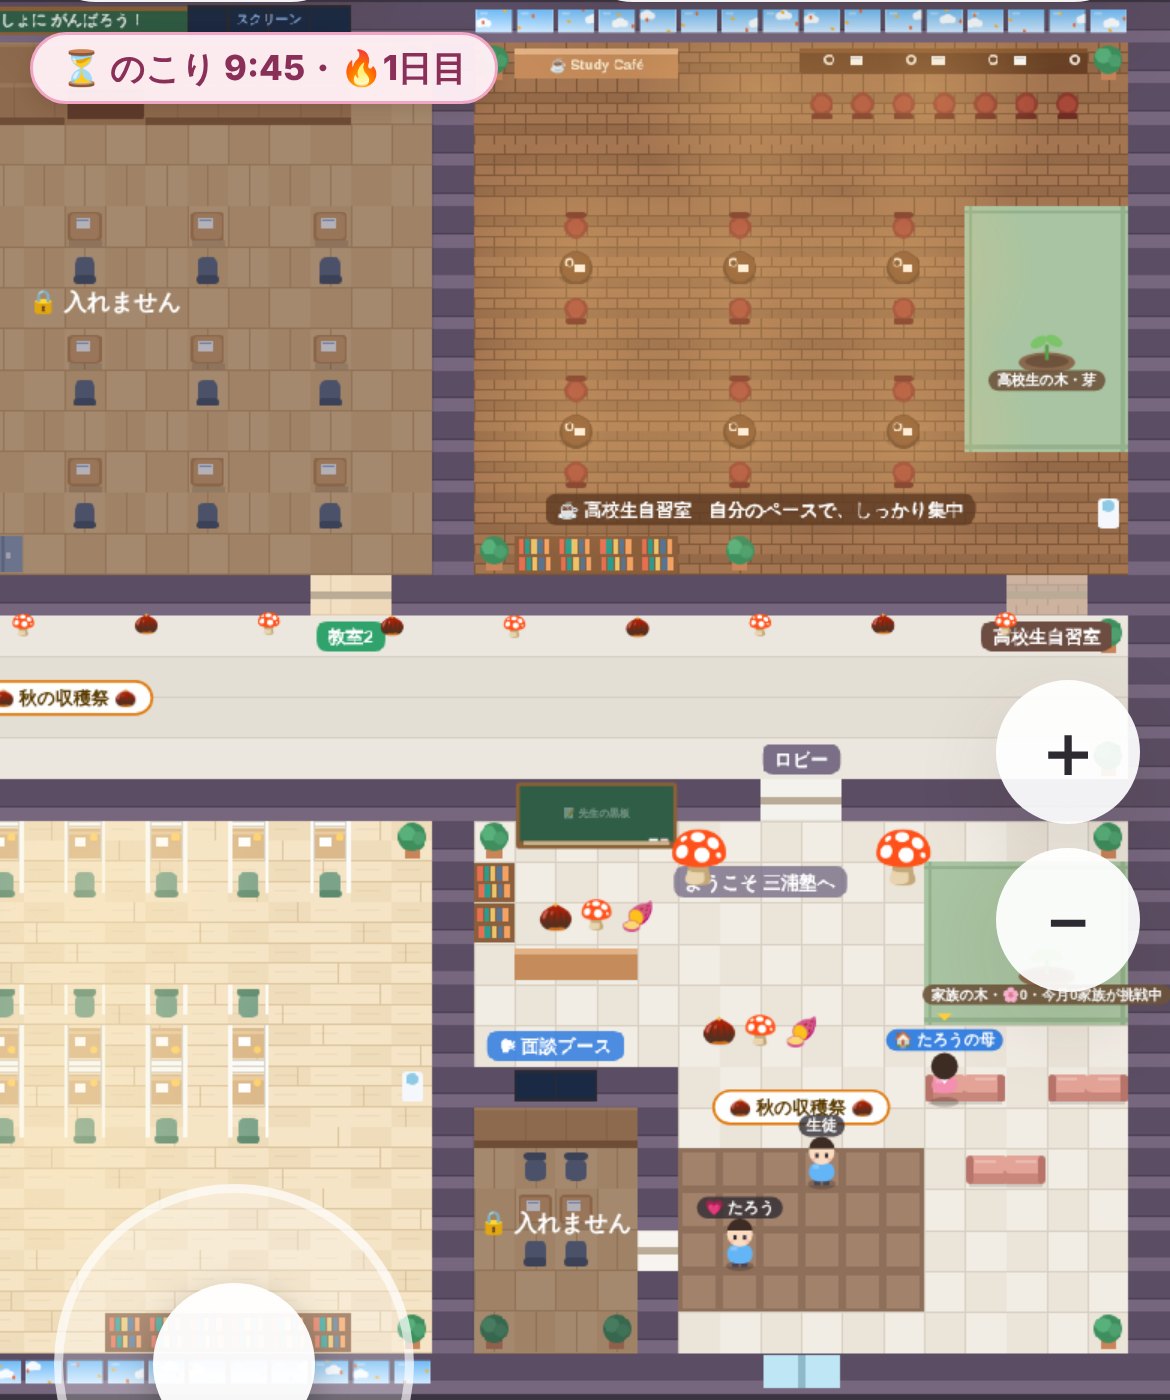 しょに がんばろう！
スクリーン
⏳ のこり 9:45・🔥1日目
☕ Study Café
🔒 入れません
高校生の木・芽
☕ 高校生自習室 自分のペースで、しっかり集中
教室2
高校生自習室
秋の収穫祭
ロビー
先生の黒板
ようこそ 三浦塾へ
家族の木・🌸0・今月0家族が挑戦中
🗣 面談ブース
🏠 たろうの母
秋の収穫祭
生徒
💗 たろう
🔒 入れません
+
−